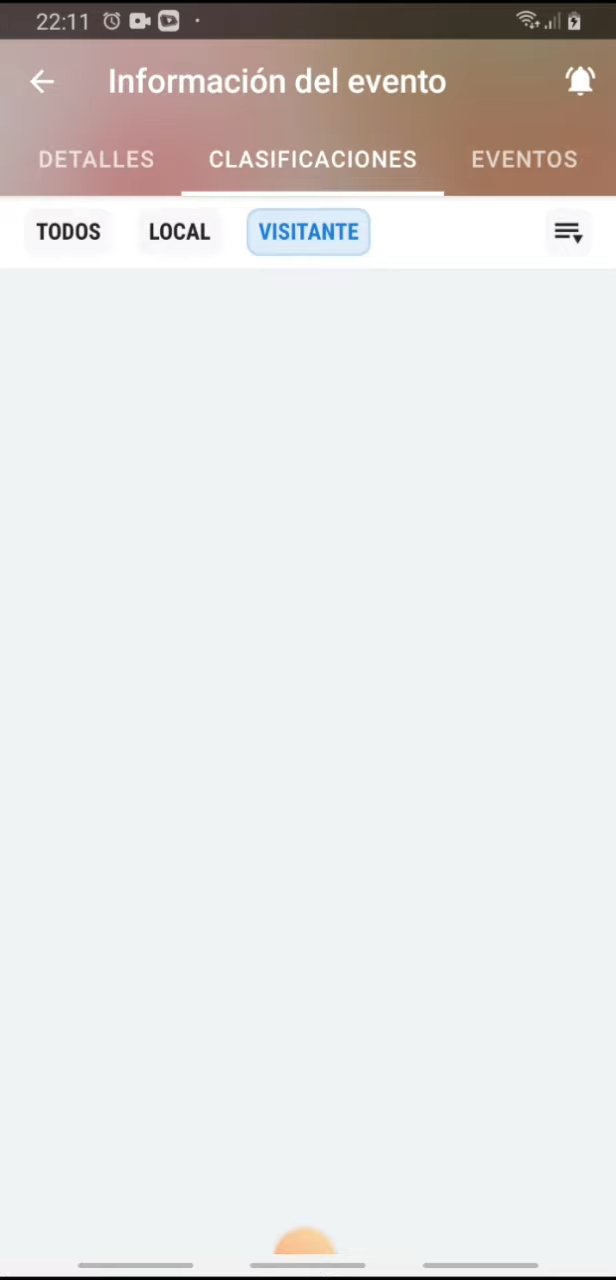 22:11
Información del evento
DETALLES CLASIFICACIONES EVENTOS
TODOS LOCAL VISITANTE